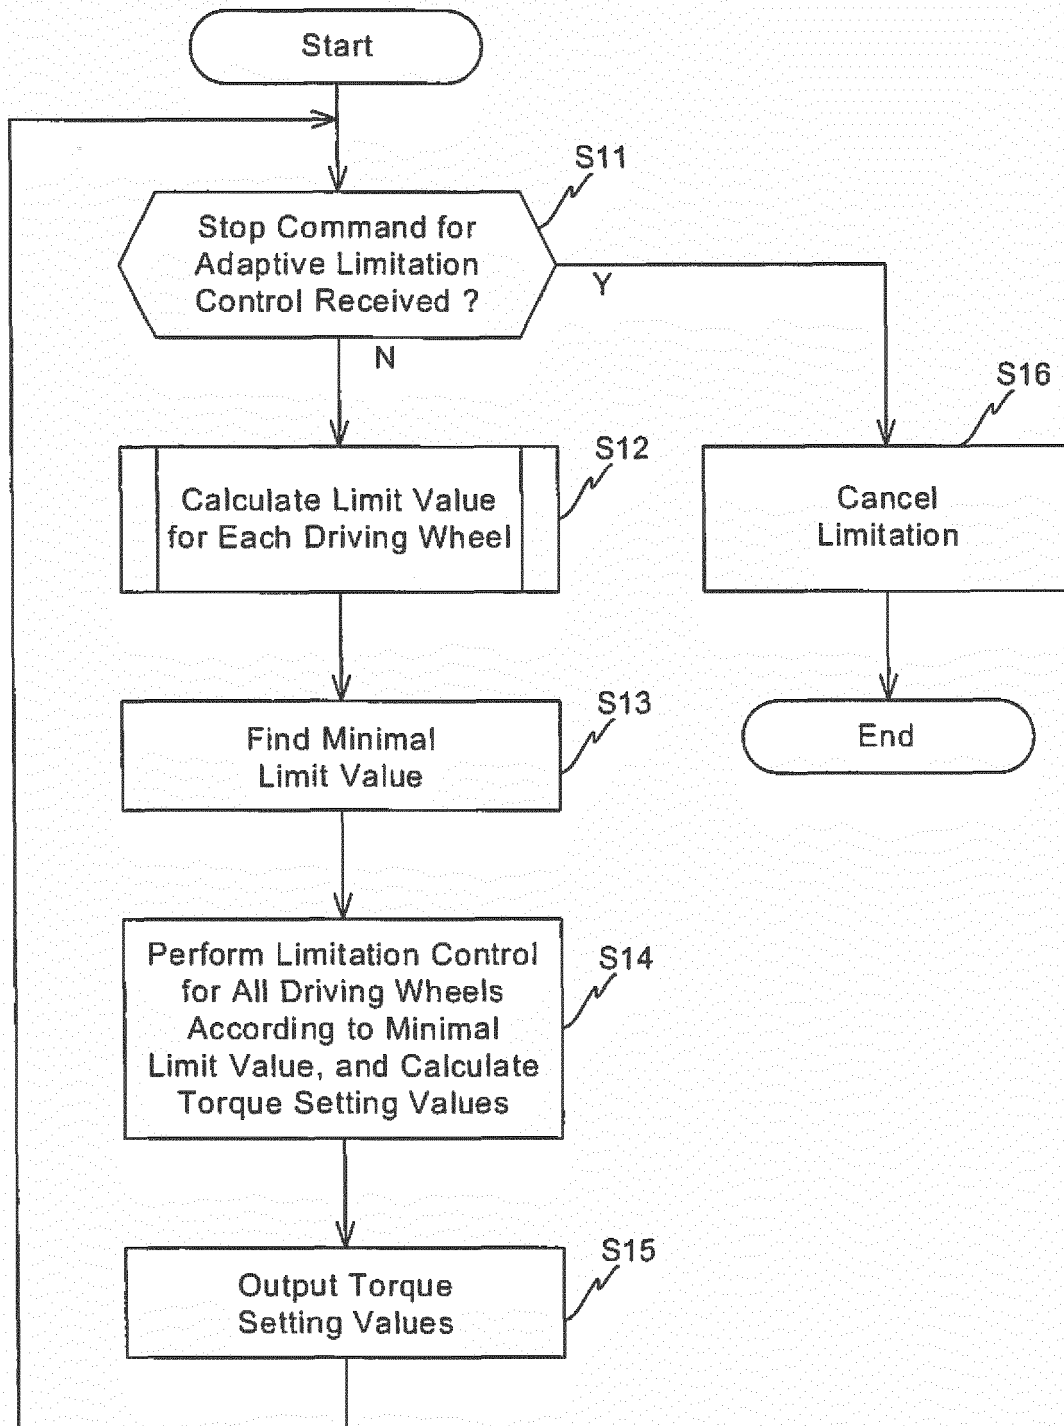 Start
S11
Stop Command for
Adaptive Limitation
Control Received ?
Y
N
S16
S12
Calculate Limit Value
for Each Driving Wheel
Cancel
Limitation
S13
Find Minimal
Limit Value
End
S14
Perform Limitation Control
for All Driving Wheels
According to Minimal
Limit Value, and Calculate
Torque Setting Values
S15
Output Torque
Setting Values